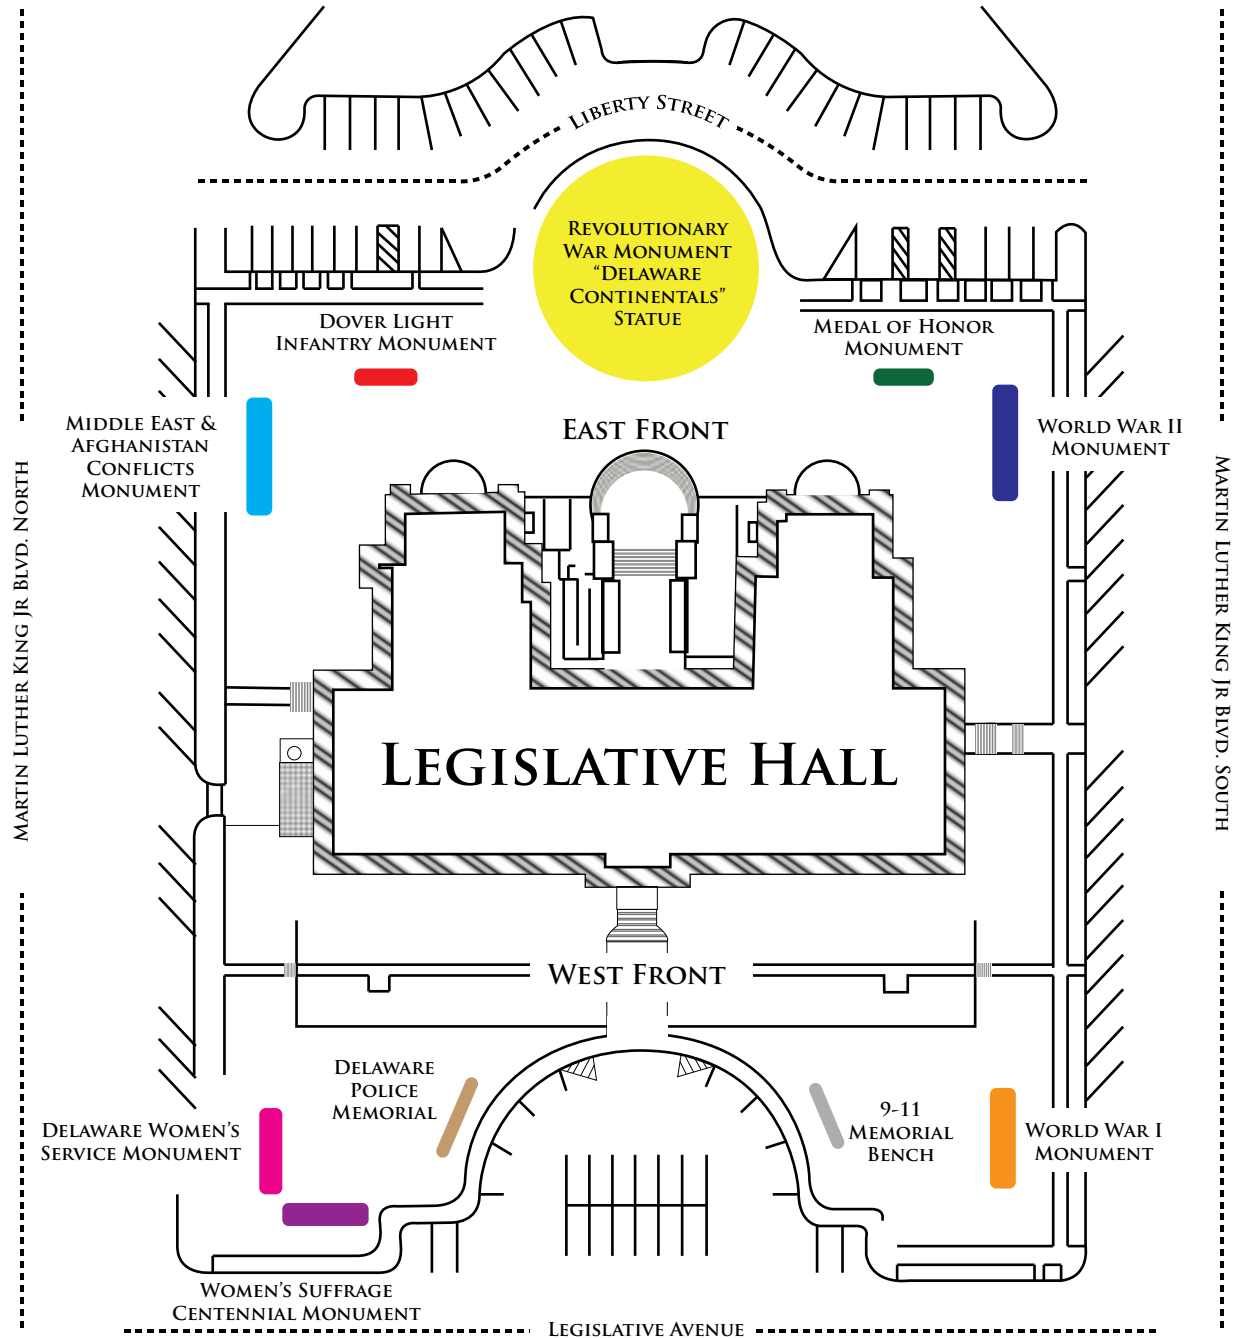 Liberty Street
Revolutionary
War Monument
“Delaware
Continentals”
Statue
Dover Light
Infantry Monument
Medal of Honor
Monument
Middle East &
Afghanistan
Conflicts
Monument
East Front
World War II
Monument
Martin Luther King Jr Blvd. North
Martin Luther King Jr Blvd. South
Legislative Hall
West Front
Delaware
Police
Memorial
9-11
Memorial
Bench
Delaware Women’s
Service Monument
World War I
Monument
Women’s Suffrage
Centennial Monument
Legislative Avenue